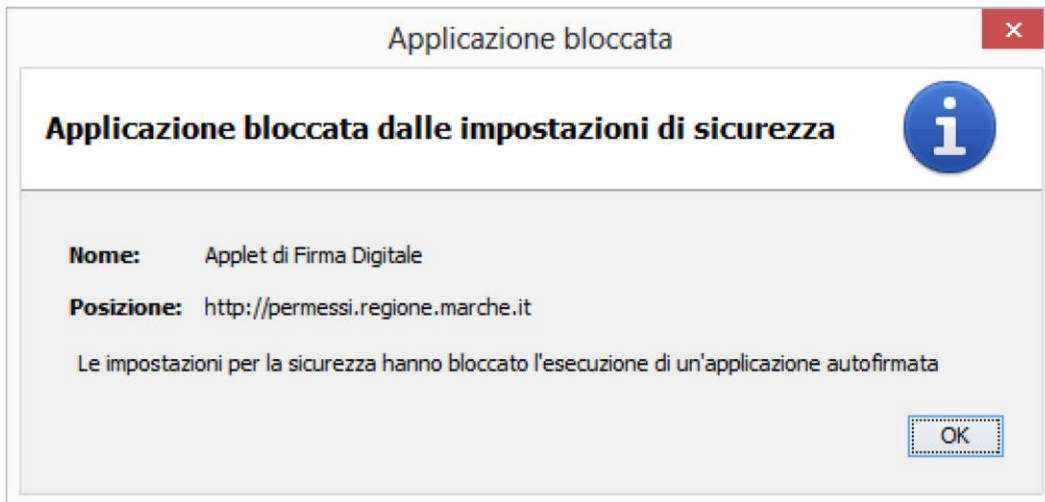 Applicazione bloccata
Applicazione bloccata dalle impostazioni di sicurezza
Nome: Applet di Firma Digitale
Posizione: http://permessi.regione.marche.it
Le impostazioni per la sicurezza hanno bloccato l'esecuzione di un'applicazione autofirmata
OK